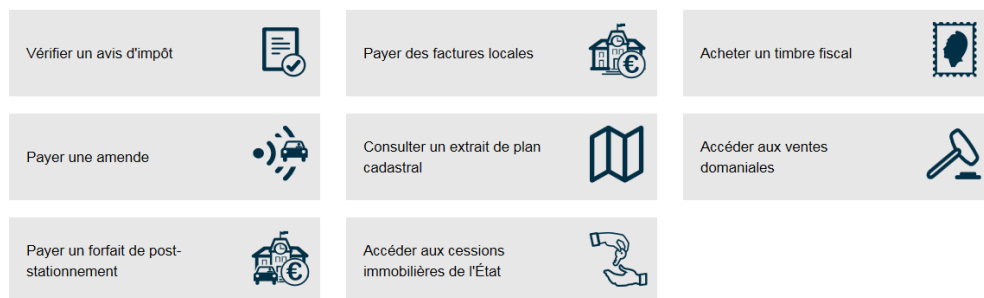 Vérifier un avis d'impôt
Payer des factures locales
Acheter un timbre fiscal
Payer une amende
Consulter un extrait de plan
cadastral
Accéder aux ventes
domaniales
Payer un forfait de post-
stationnement
Accéder aux cessions
immobilières de l'État